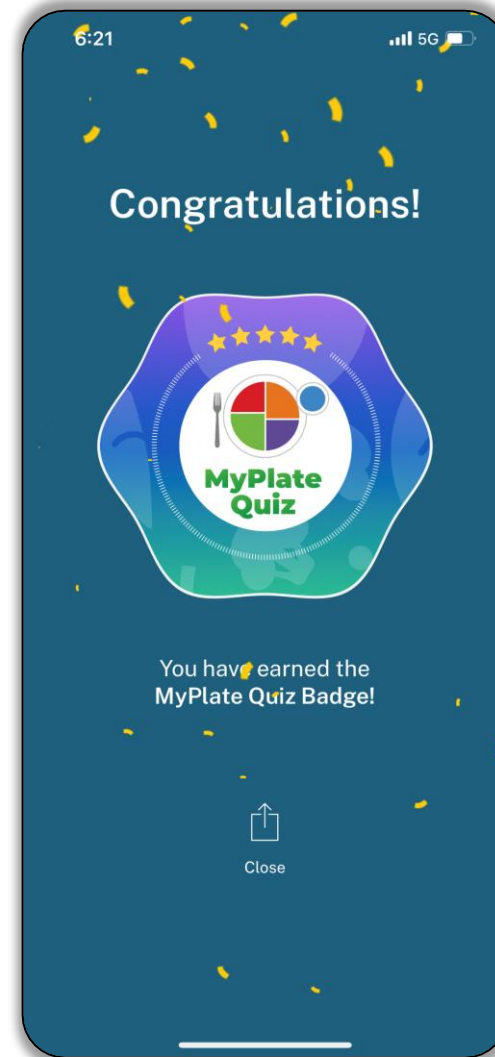 6:21
5G
Congratulations!
MyPlate
Quiz
You have earned the
MyPlate Quiz Badge!
Close